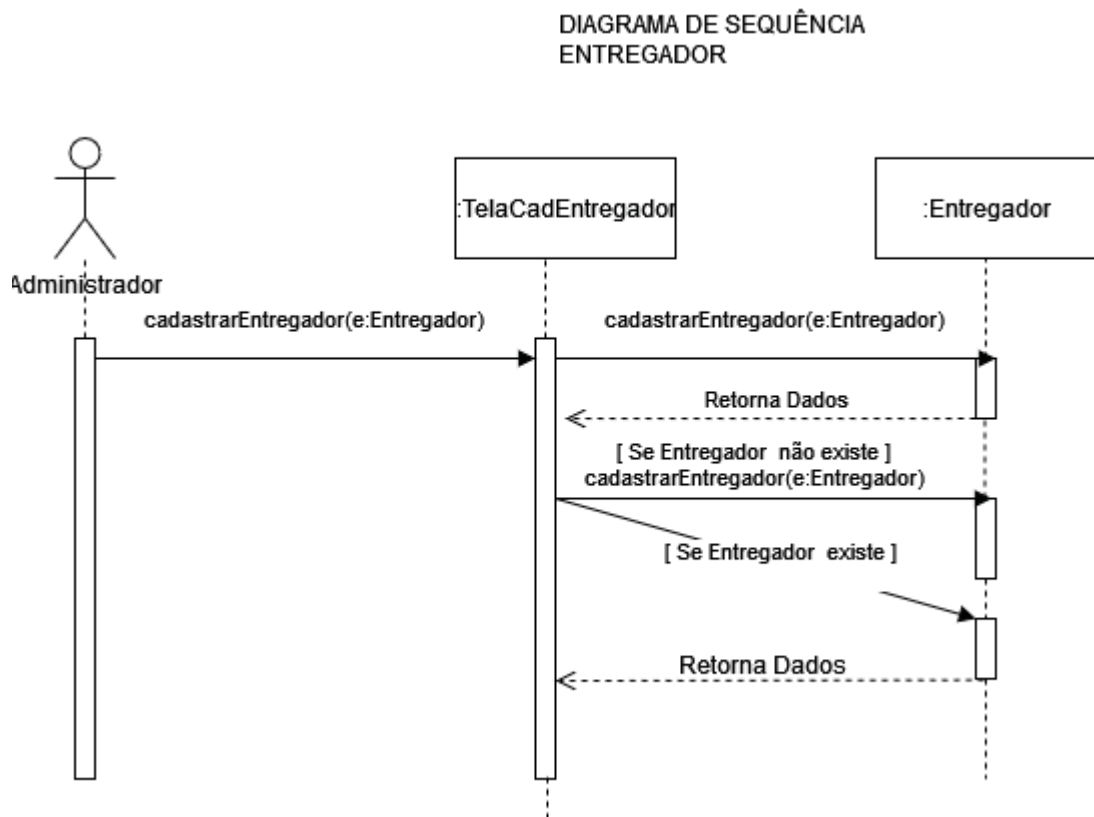 DIAGRAMA DE SEQUÊNCIA
ENTREGADOR
:TelaCadEntregador
:Entregador
Administrador
cadastrarEntregador(e:Entregador)
cadastrarEntregador(e:Entregador)
Retorna Dados
[ Se Entregador  não existe ]
cadastrarEntregador(e:Entregador)
[ Se Entregador  existe ]
Retorna Dados